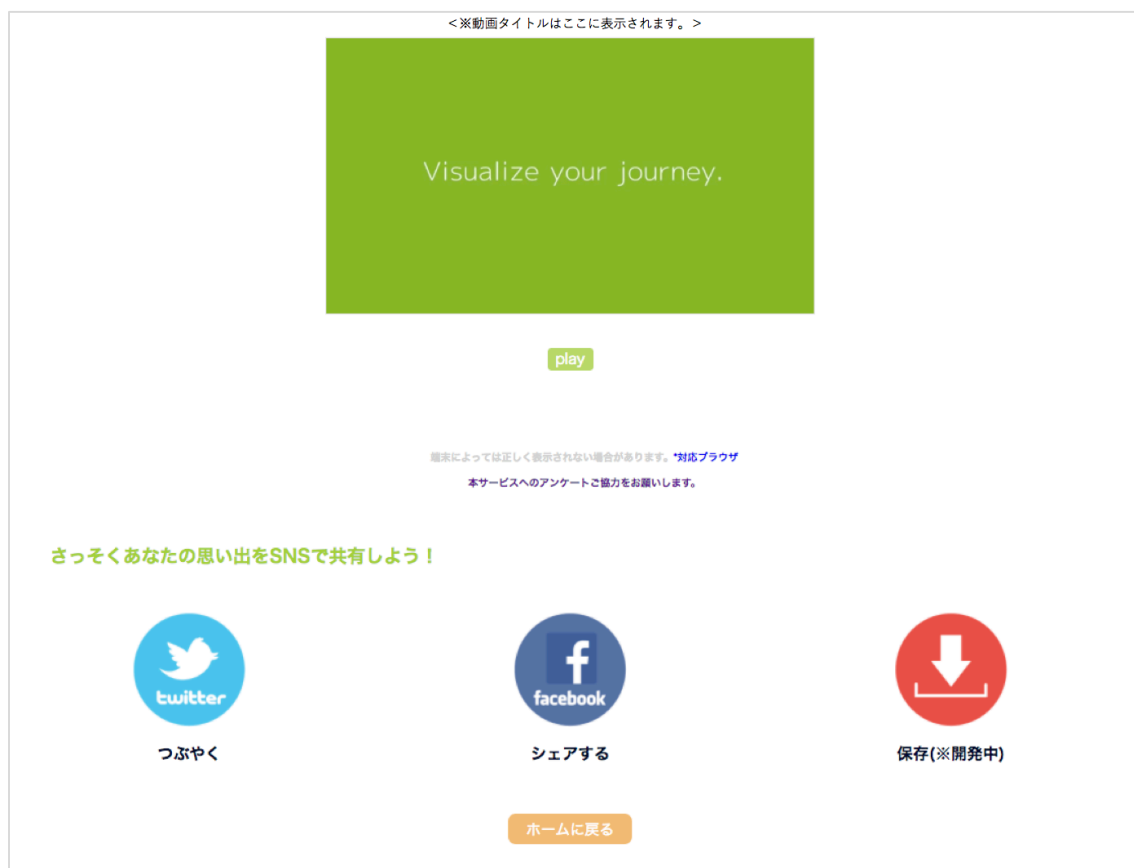 ＜※動画タイトルはここに表示されます。＞
Visualize your journey.
play
端末によっては正しく表示されない場合があります。*対応ブラウザ
本サービスへのアンケートご協力をお願いします。
さっそくあなたの思い出をSNSで共有しよう！
twitter
facebook
つぶやく
シェアする
保存(※開発中)
ホームに戻る